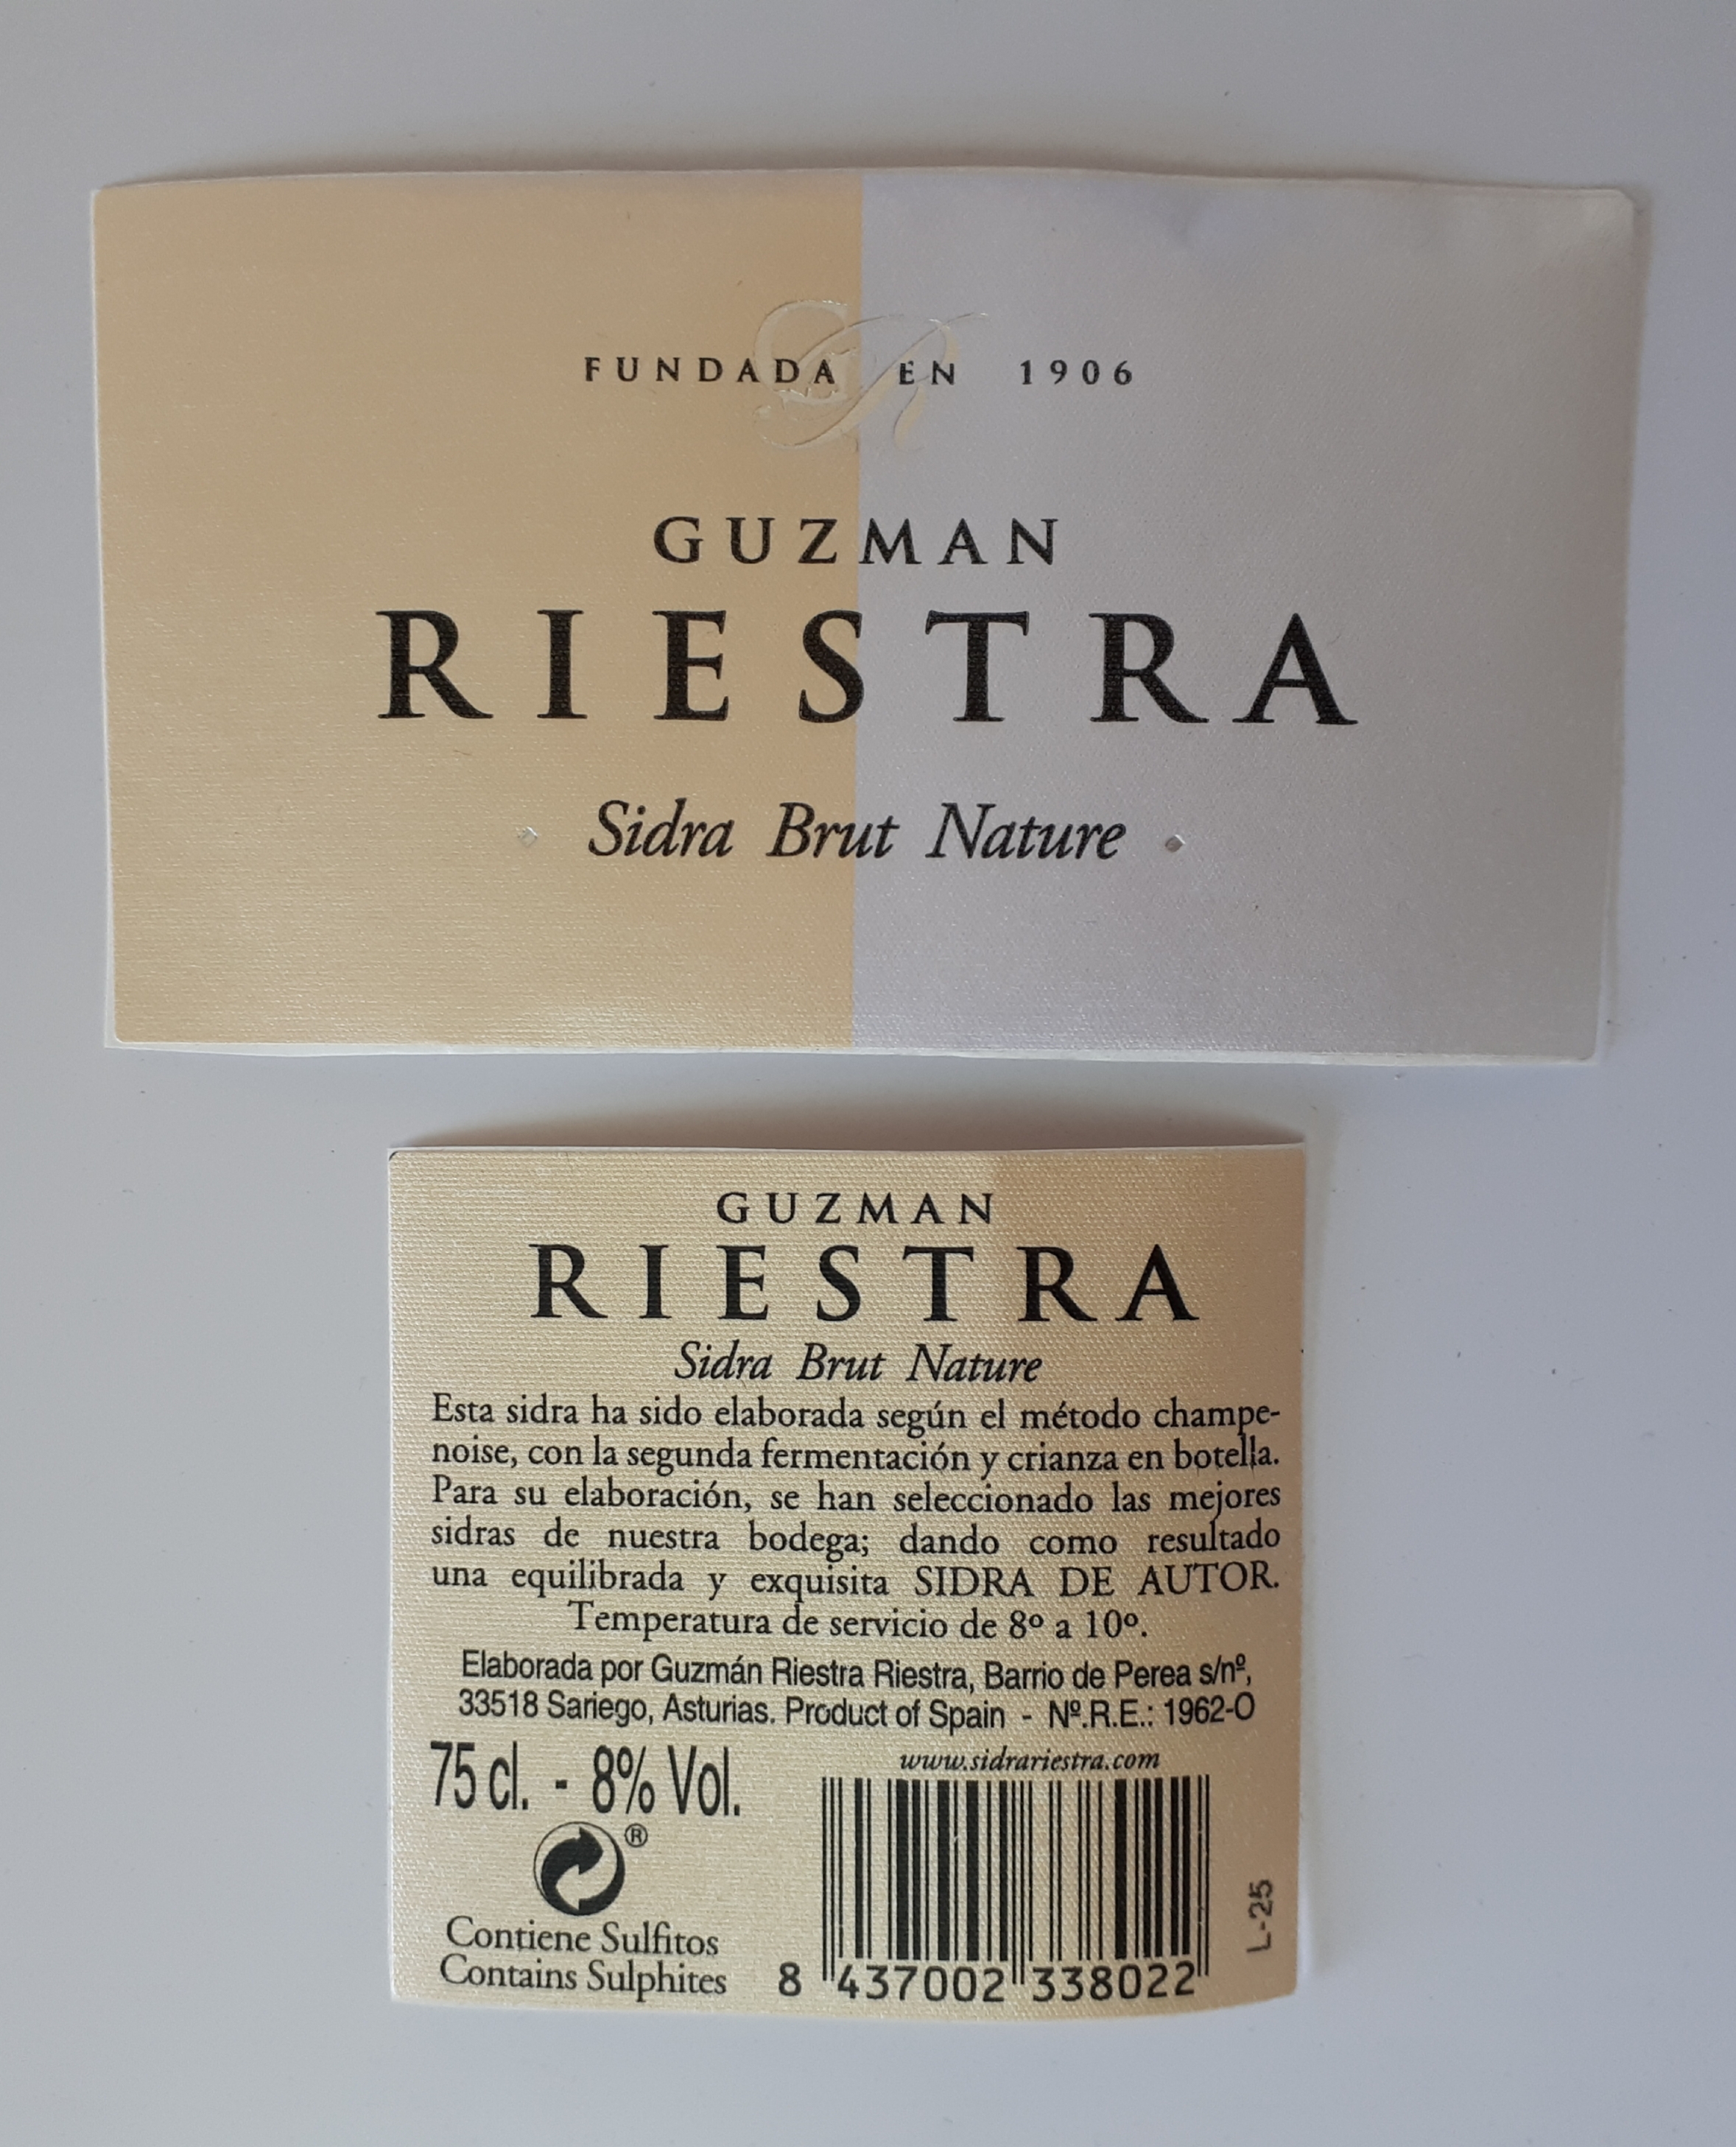 FUNDADA EN 1906
GUZMAN
RIESTRA
Sidra Brut Nature
GUZMAN
RIESTRA
Sidra Brut Nature
Esta sidra ha sido elaborada según el método champe-
noise, con la segunda fermentación y crianza en botella.
Para su elaboración, se han seleccionado las mejores
sidras de nuestra bodega; dando como resultado
una equilibrada y exquisita SIDRA DE AUTOR.
Temperatura de servicio de 8º a 10º.
Elaborada por Guzmán Riestra Riestra, Barrio de Perea s/nº,
33518 Sariego, Asturias. Product of Spain - Nº.R.E.: 1962-O
www.sidrariestra.com
75 cl. - 8% Vol.
®
Contiene Sulfitos
Contains Sulphites
8 437002 338022
L-25